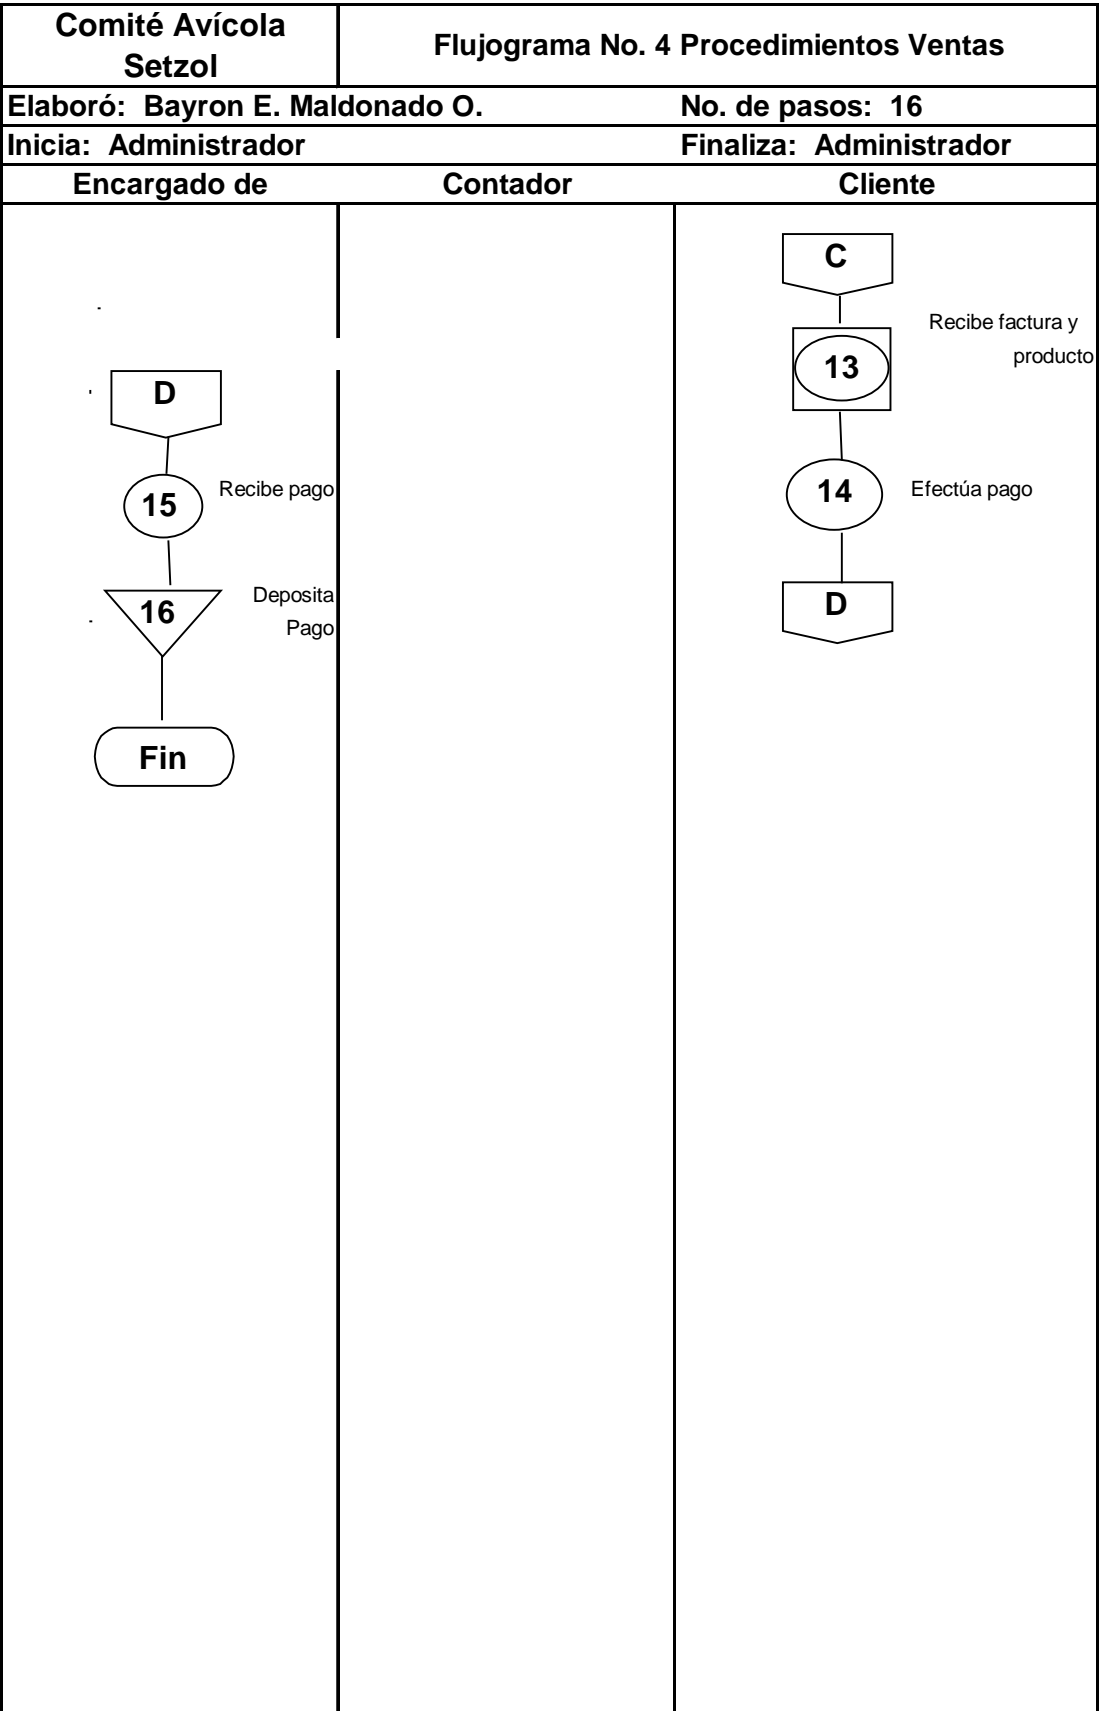 Comité Avícola
Setzol
Flujograma No. 4 Procedimientos Ventas
Elaboró: Bayron E. Maldonado O.
No. de pasos: 16
Inicia: Administrador
Finaliza: Administrador
Encargado de
Contador
Cliente
C
Recibe factura y
producto
13
D
14
Efectúa pago
15
Recibe pago
D
16
Deposita
Pago
Fin